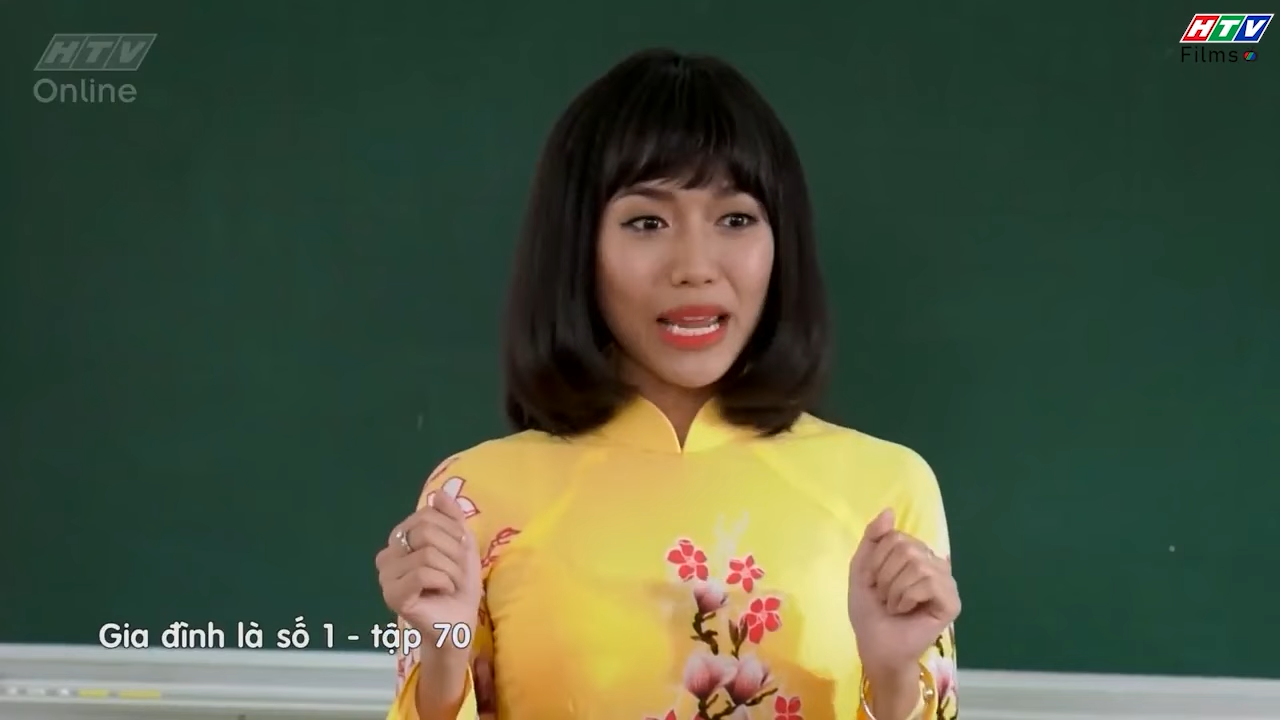 HTV
Online
HTV
Films
Gia đình là số 1 - tập 70